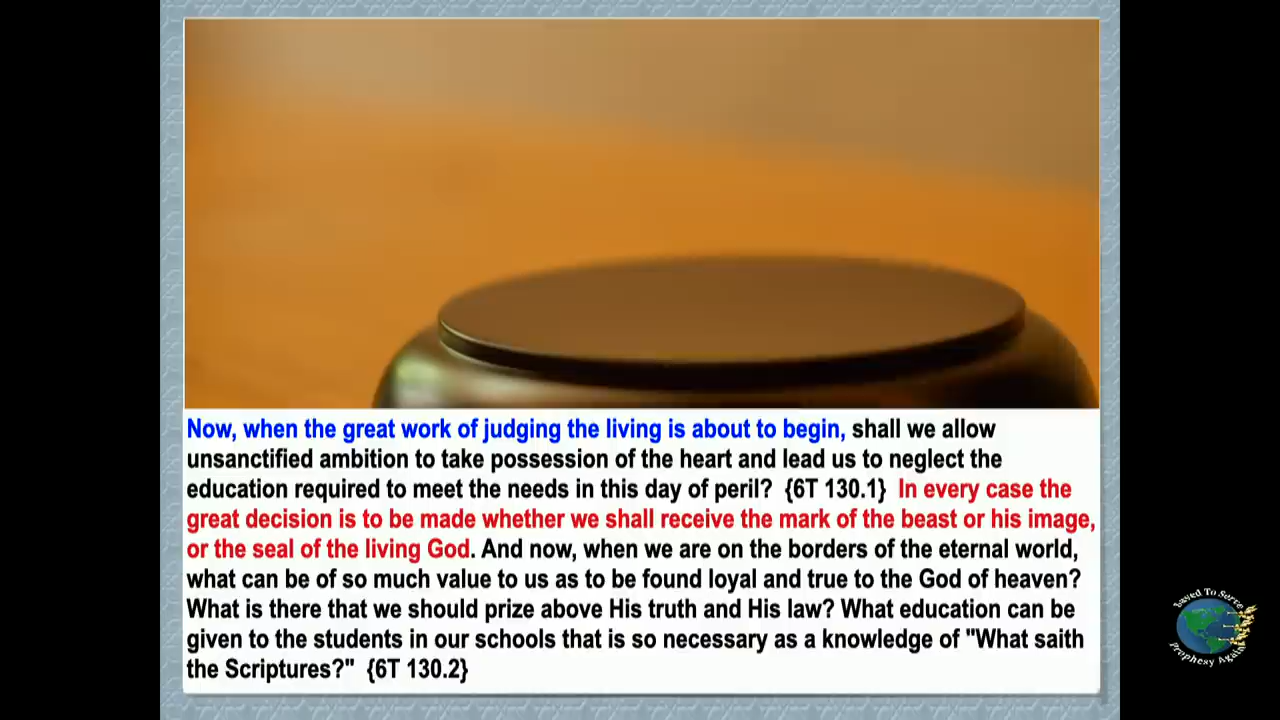 Now, when the great work of judging the living is about to begin, shall we allow
unsanctified ambition to take possession of the heart and lead us to neglect the
education required to meet the needs in this day of peril? {6T 130.1} In every case the
great decision is to be made whether we shall receive the mark of the beast or his image,
or the seal of the living God. And now, when we are on the borders of the eternal world,
what can be of so much value to us as to be found loyal and true to the God of heaven?
What is there that we should prize above His truth and His law? What education can be
given to the students in our schools that is so necessary as a knowledge of "What saith
the Scriptures?" {6T 130.2}
To Serve
Prophesy Again